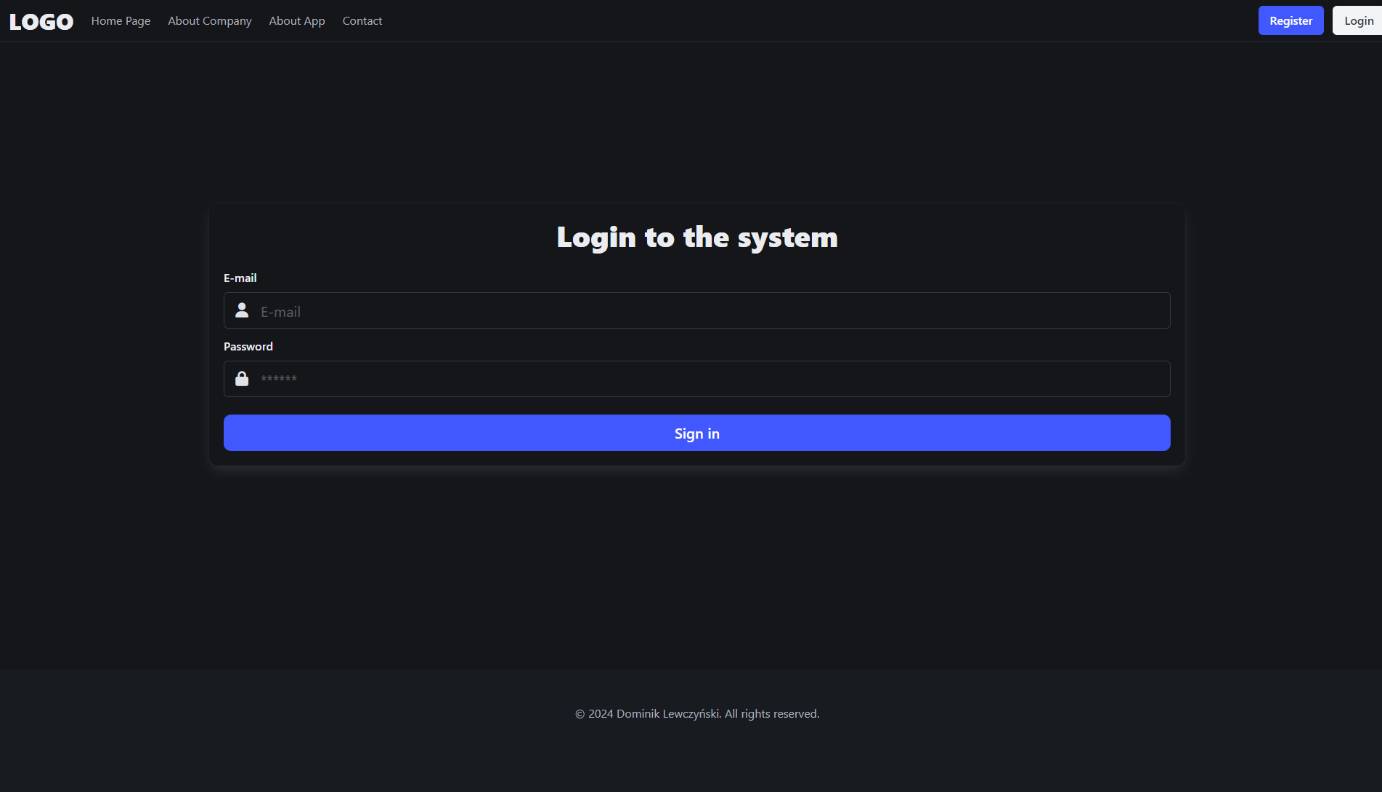 LOGO Home Page About Company About App Contact Register Login
Login to the system
E-mail
E-mail
Password
******
Sign in
© 2024 Dominik Lewczyński. All rights reserved.